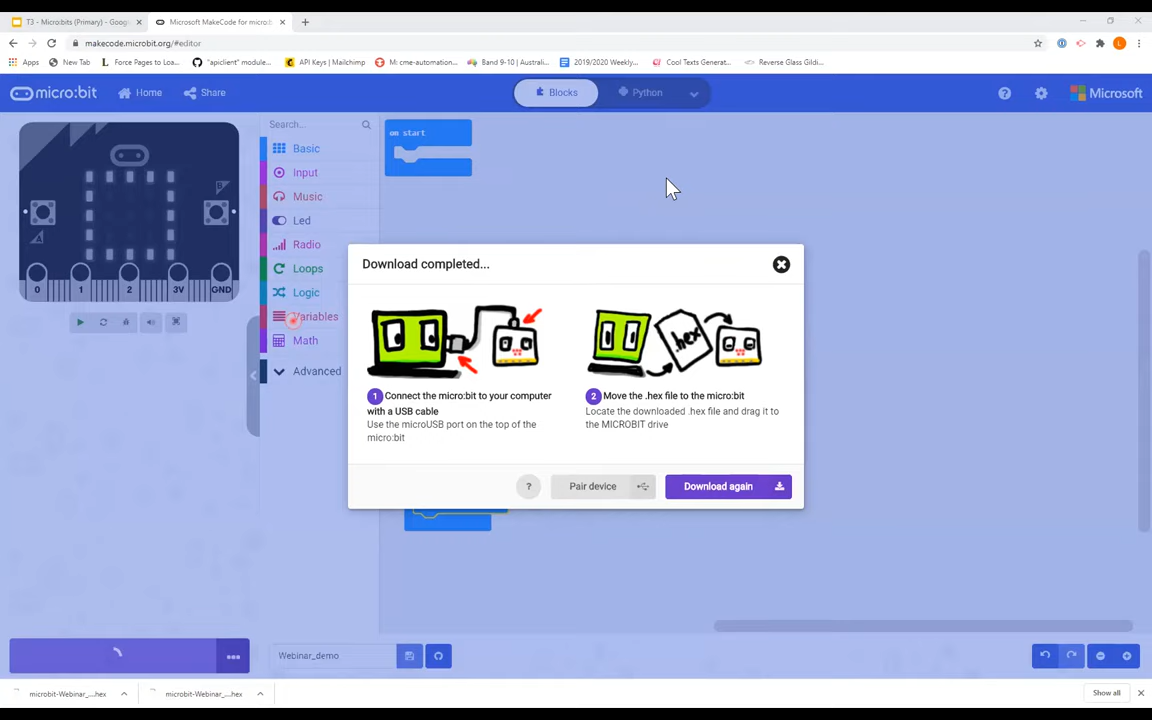 T3 - Micro:bits (Primary) - Goog
Microsoft MakeCode for micro:b
makecode.microbit.org/#editor
L
Apps
New Tab
Force Pages to Loa...
"apiclient" module...
API Keys | Mailchimp
M: cme-automation...
Band 9-10 | Australi...
2019/2020 Weekly...
Cool Texts Generat...
Reverse Glass Gildi...
micro:bit
Home
Share
Blocks
Python
Microsoft
Search...
on start
Basic
Input
Music
Led
Radio
Loops
Logic
Variables
Math
Advanced
A
B
0 1 2 3V GND
Download completed...
.hex
1 Connect the micro:bit to your computer
with a USB cable
Use the microUSB port on the top of the
micro:bit
2 Move the .hex file to the micro:bit
Locate the downloaded .hex file and drag it to
the MICROBIT drive
?
Pair device
Download again
Webinar_demo
microbit-Webinar_....hex
microbit-Webinar_....hex
Show all